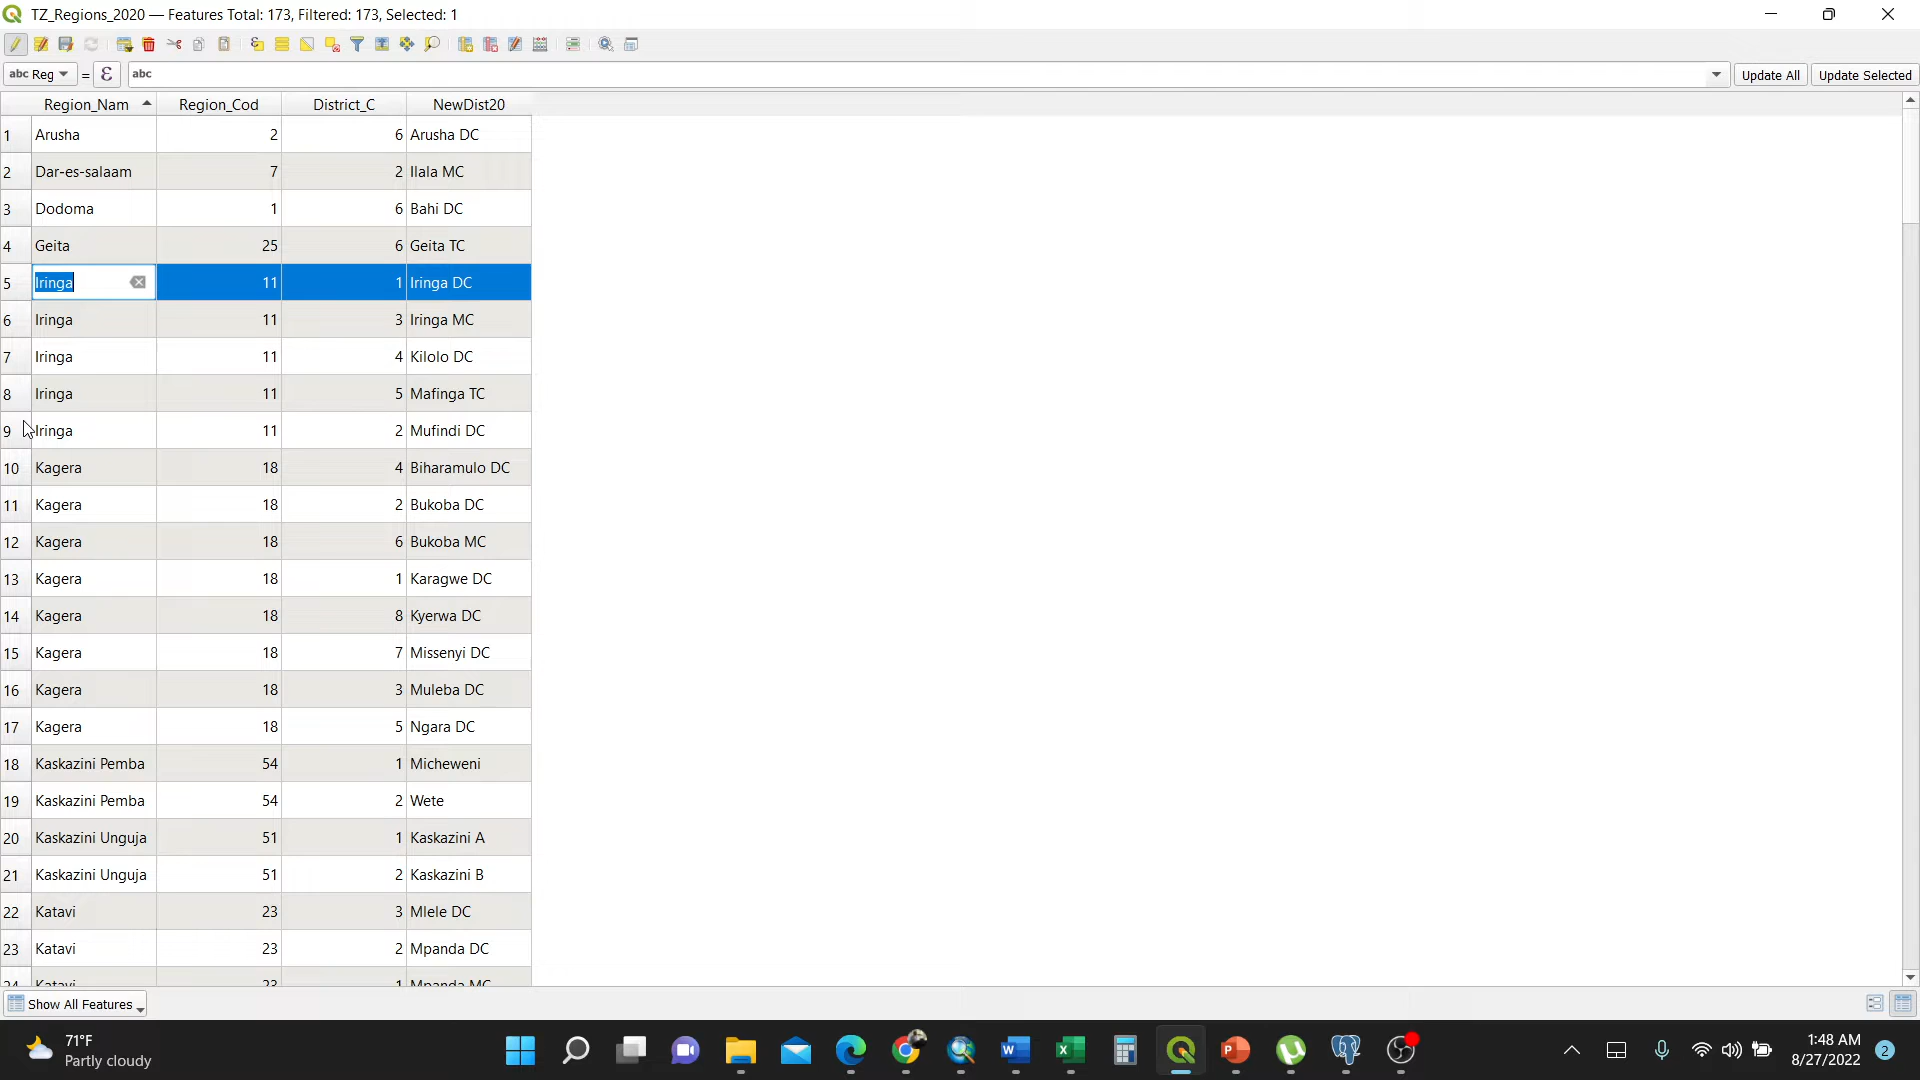 TZ_Regions_2020 — Features Total: 173, Filtered: 173, Selected: 1
abc Reg = ε abc Update All Update Selected
Region_Nam Region_Cod District_C NewDist20
1 Arusha 2 6 Arusha DC
2 Dar-es-salaam 7 2 Ilala MC
3 Dodoma 1 6 Bahi DC
4 Geita 25 6 Geita TC
5 Iringa 11 1 Iringa DC
6 Iringa 11 3 Iringa MC
7 Iringa 11 4 Kilolo DC
8 Iringa 11 5 Mafinga TC
9 Iringa 11 2 Mufindi DC
10 Kagera 18 4 Biharamulo DC
11 Kagera 18 2 Bukoba DC
12 Kagera 18 6 Bukoba MC
13 Kagera 18 1 Karagwe DC
14 Kagera 18 8 Kyerwa DC
15 Kagera 18 7 Missenyi DC
16 Kagera 18 3 Muleba DC
17 Kagera 18 5 Ngara DC
18 Kaskazini Pemba 54 1 Micheweni
19 Kaskazini Pemba 54 2 Wete
20 Kaskazini Unguja 51 1 Kaskazini A
21 Kaskazini Unguja 51 2 Kaskazini B
22 Katavi 23 3 Mlele DC
23 Katavi 23 2 Mpanda DC
24 Katavi 23 1 Mpanda MC
Show All Features
71°F
Partly cloudy
1:48 AM
8/27/2022
2